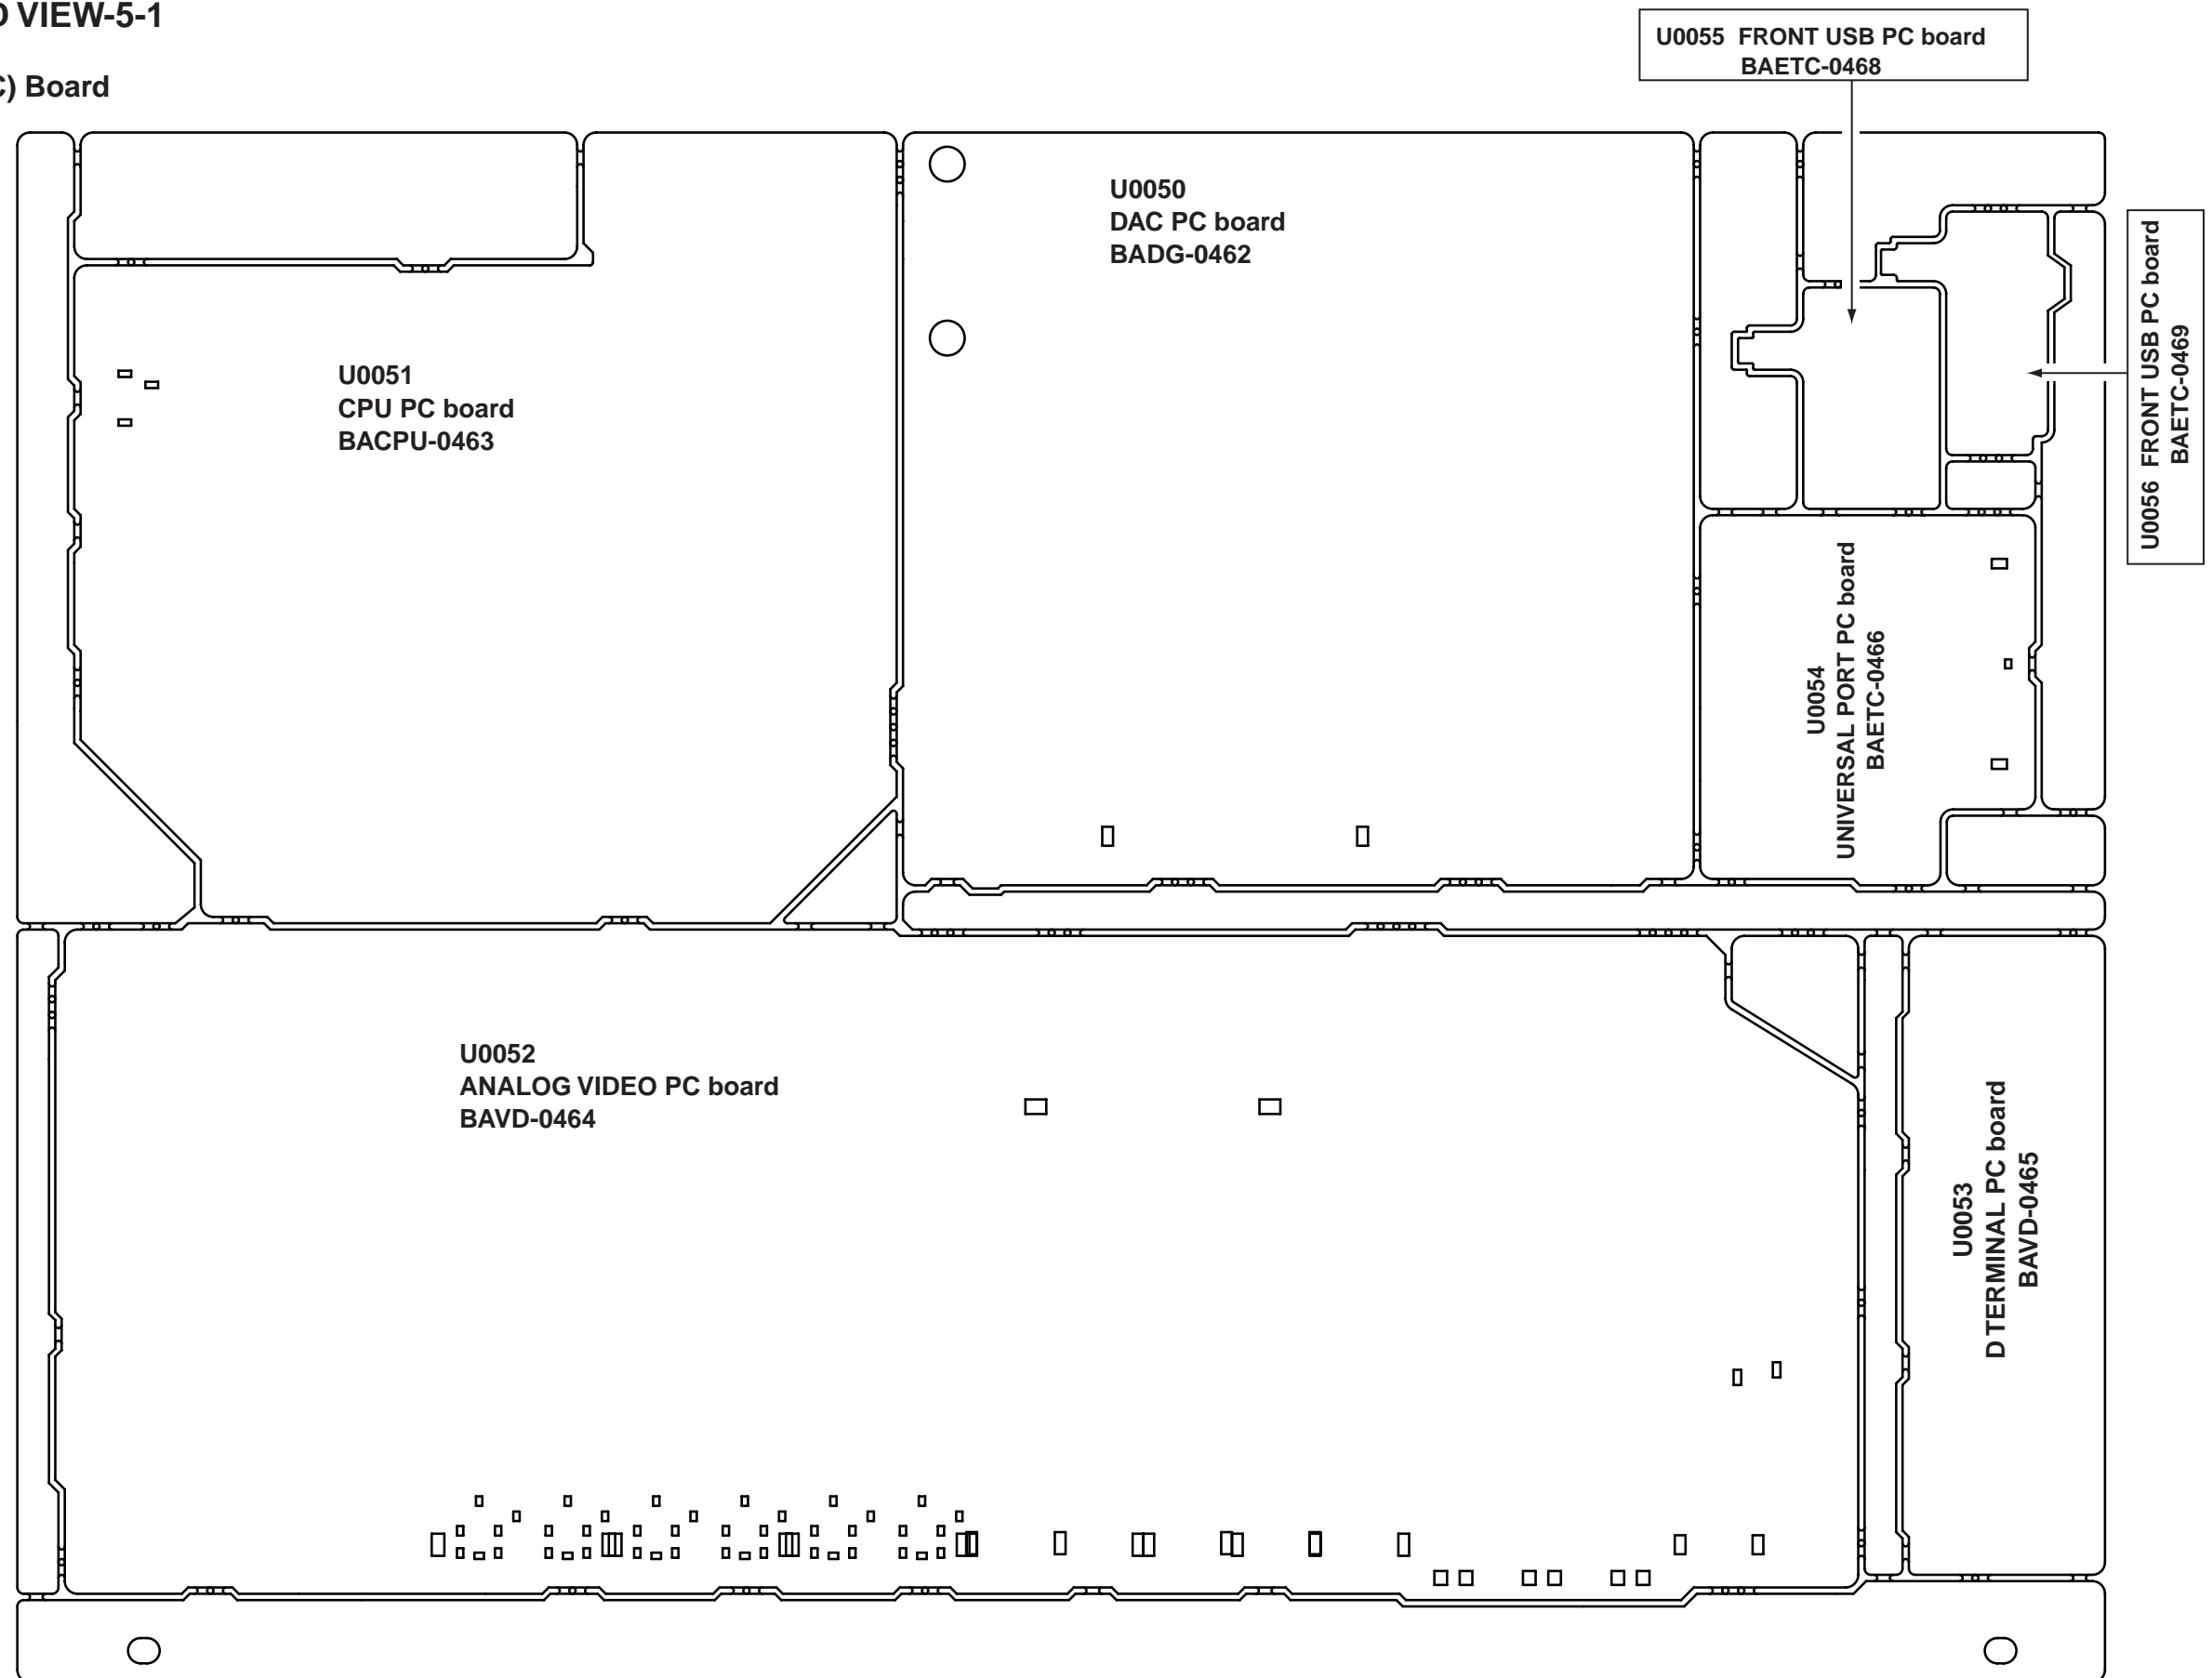 VIEW-5-1
C) Board
U0055 FRONT USB PC board
BAETC-0468
U0050
DAC PC board
BADG-0462
U0056 FRONT USB PC board
BAETC-0469
U0051
CPU PC board
BACPU-0463
U0054
UNIVERSAL PORT PC board
BAETC-0466
U0052
ANALOG VIDEO PC board
BAVD-0464
U0053
D TERMINAL PC board
BAVD-0465